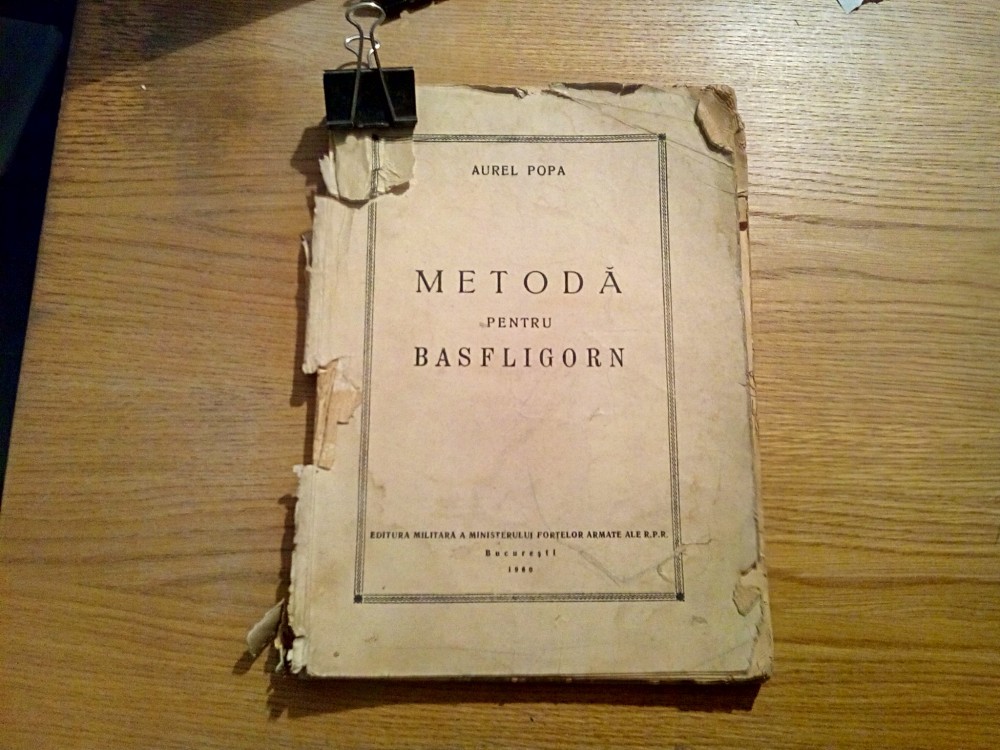 AUREL POPA
METODĂ
PENTRU
BASFLIGORN
EDITURA MILITARĂ A MINISTERULUI FORȚELOR ARMATE ALE R.P.R.
București